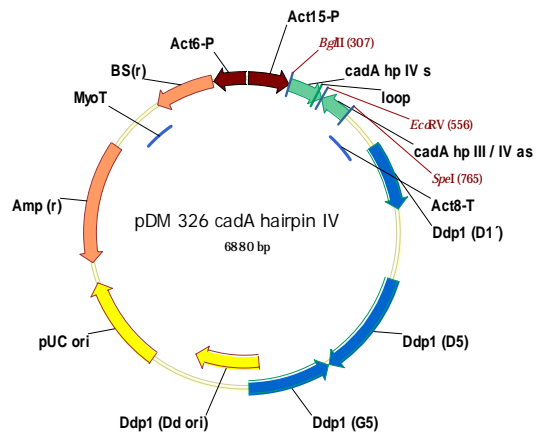 Act15-P
Act6-P
BglII (307)
BS(r)
cadA hp IV s
MyoT
loop
EcoRV (556)
cadA hp III / IV as
SpeI (765)
Act8-T
Amp (r)
pDM 326 cadA hairpin IV
6880 bp
Ddp1 (D1´)
pUC ori
Ddp1 (D5)
Ddp1 (Dd ori)
Ddp1 (G5)